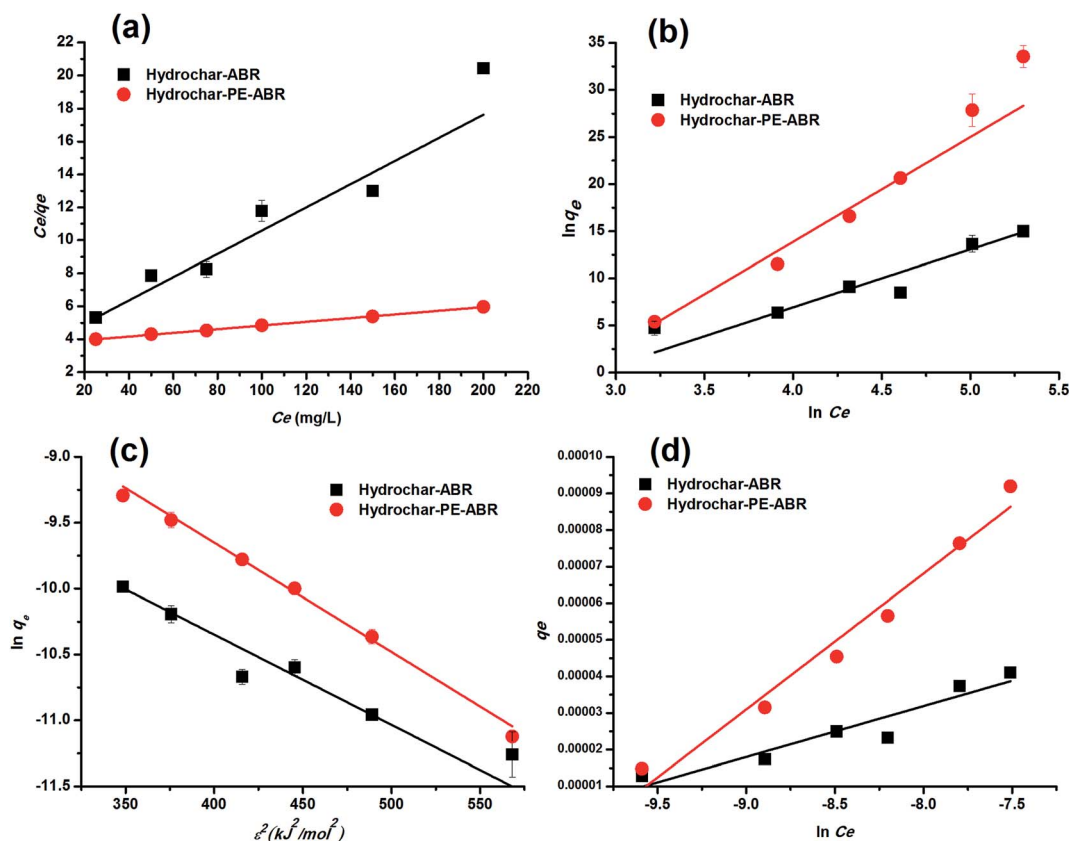 (a)
22
20
18
16
14
12
10
8
6
4
2
Ce/qe
Hydrochar-ABR
Hydrochar-PE-ABR
20 40 60 80 100 120 140 160 180 200 220
Ce (mg/L)
(b)
35
30
25
20
15
10
5
0
ln qe
Hydrochar-ABR
Hydrochar-PE-ABR
3.0 3.5 4.0 4.5 5.0 5.5
ln Ce
(c)
-9.0
-9.5
-10.0
-10.5
-11.0
-11.5
ln qe
Hydrochar-ABR
Hydrochar-PE-ABR
350 400 450 500 550
ε²(kJ²/mol²)
(d)
0.00010
0.00009
0.00008
0.00007
0.00006
0.00005
0.00004
0.00003
0.00002
0.00001
qe
Hydrochar-ABR
Hydrochar-PE-ABR
-9.5 -9.0 -8.5 -8.0 -7.5
ln Ce